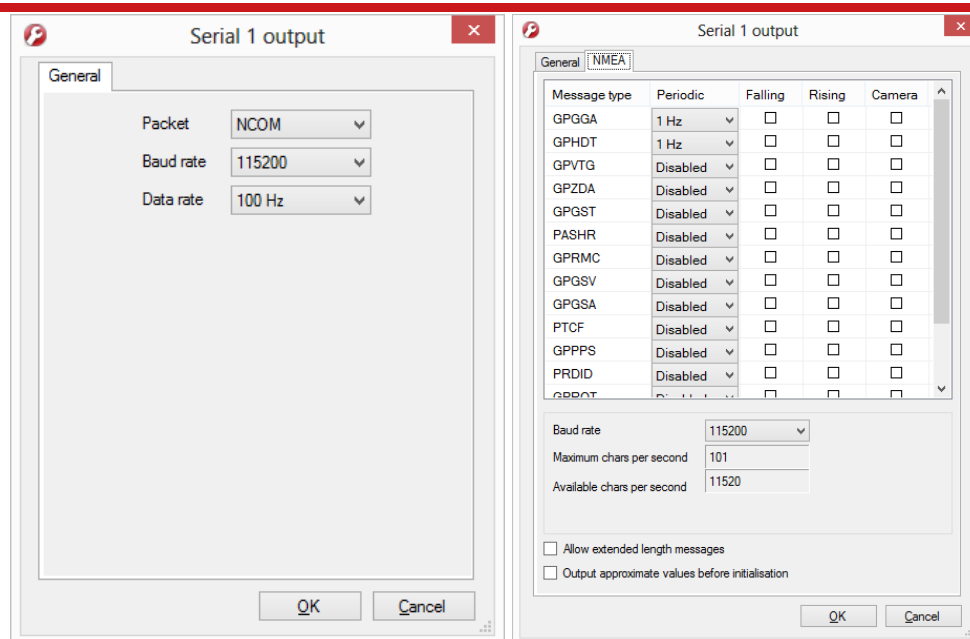 Serial 1 output
General
Packet NCOM
Baud rate 115200
Data rate 100 Hz
OK Cancel
Serial 1 output
General NMEA
Message type Periodic Falling Rising Camera
GPGGA 1 Hz
GPHDT 1 Hz
GPVTG Disabled
GPZDA Disabled
GPGST Disabled
PASHR Disabled
GPRMC Disabled
GPGSV Disabled
GPGSA Disabled
PTCF Disabled
GPPPS Disabled
PRDID Disabled
Baud rate 115200
Maximum chars per second 101
Available chars per second 11520
Allow extended length messages
Output approximate values before initialisation
OK Cancel